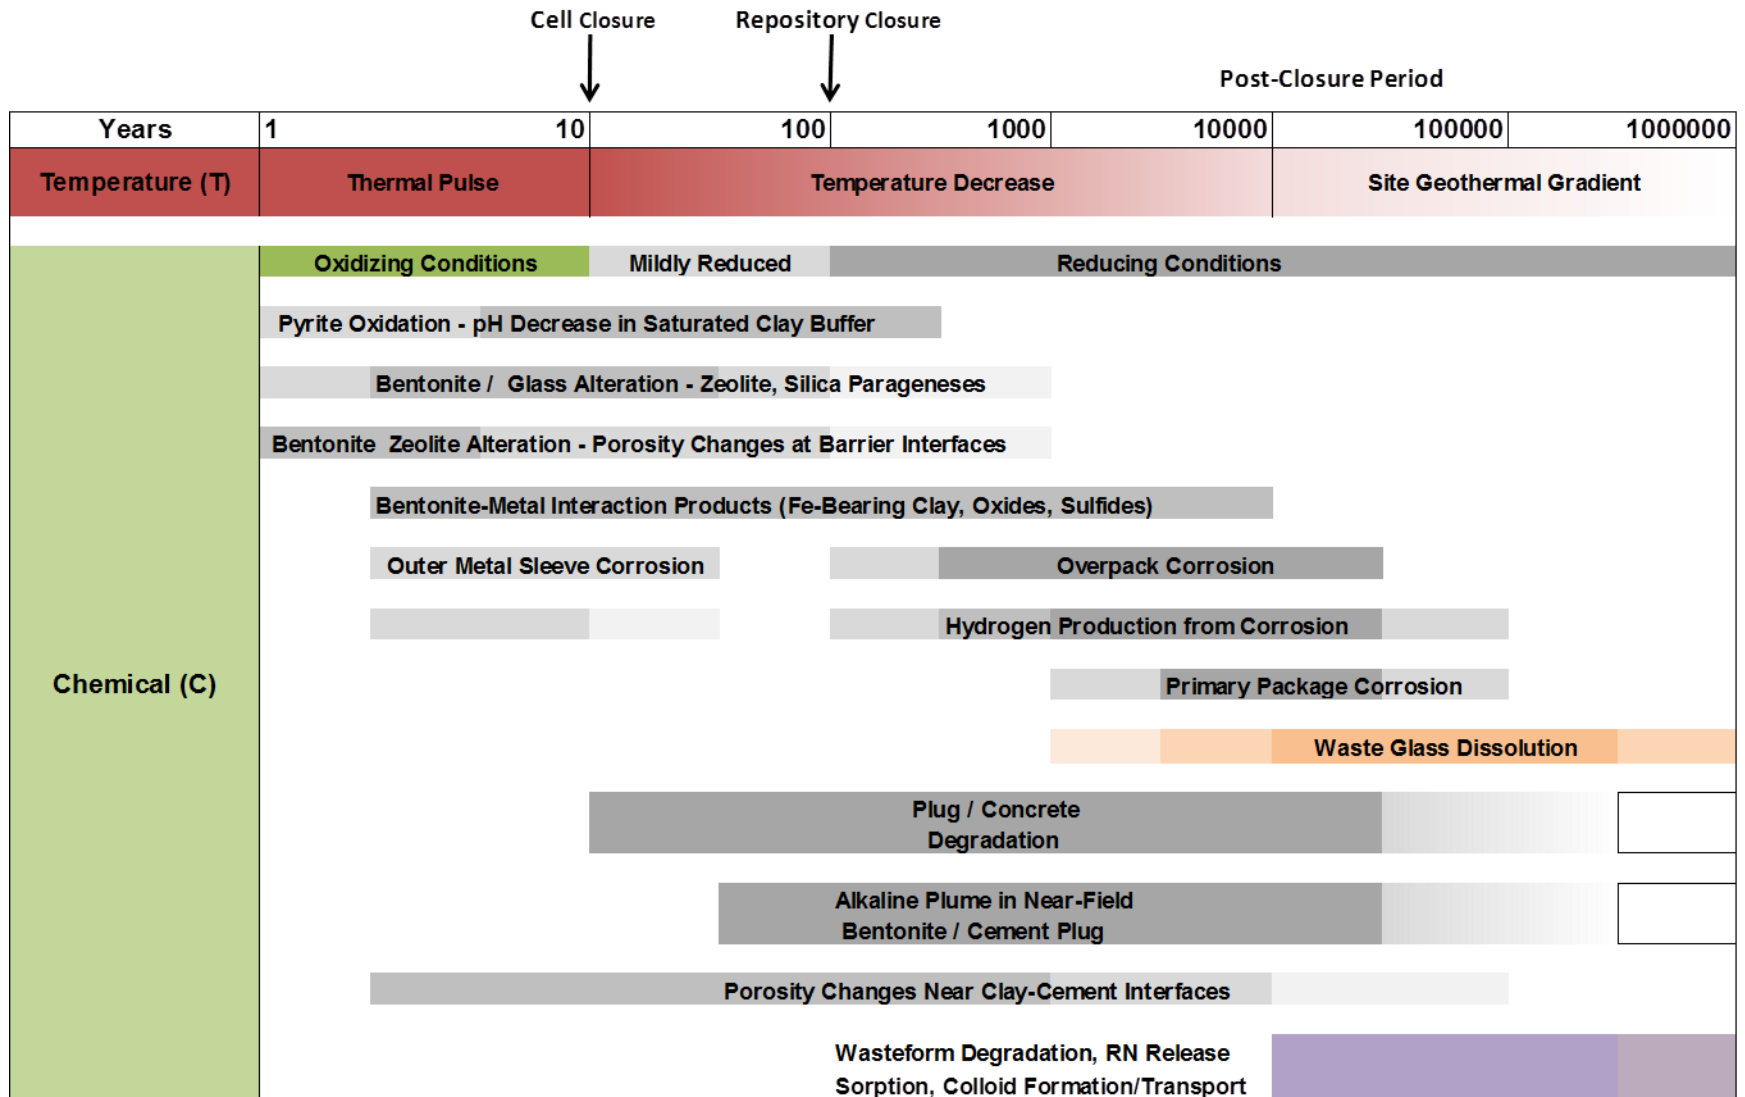 Cell Closure Repository Closure
Post-Closure Period
Years 1 10 100 1000 10000 100000 1000000
Temperature (T) Thermal Pulse Temperature Decrease Site Geothermal Gradient
Oxidizing Conditions Mildly Reduced Reducing Conditions
Pyrite Oxidation - pH Decrease in Saturated Clay Buffer
Bentonite / Glass Alteration - Zeolite, Silica Parageneses
Bentonite Zeolite Alteration - Porosity Changes at Barrier Interfaces
Bentonite-Metal Interaction Products (Fe-Bearing Clay, Oxides, Sulfides)
Outer Metal Sleeve Corrosion Overpack Corrosion
Hydrogen Production from Corrosion
Chemical (C) Primary Package Corrosion
Waste Glass Dissolution
Plug / Concrete
Degradation
Alkaline Plume in Near-Field
Bentonite / Cement Plug
Porosity Changes Near Clay-Cement Interfaces
Wasteform Degradation, RN Release
Sorption, Colloid Formation/Transport